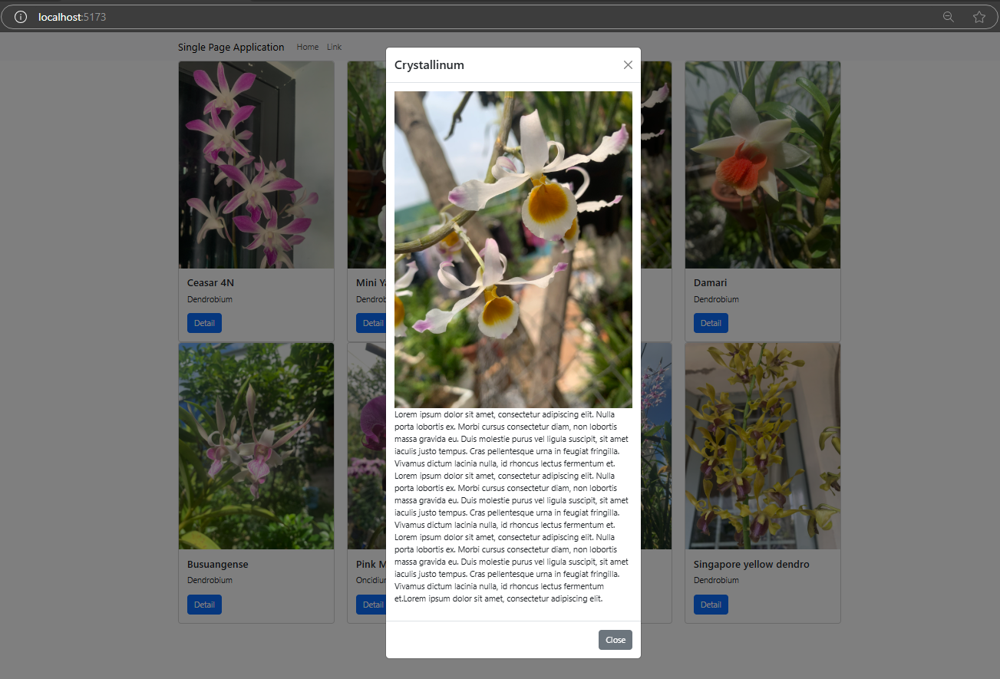 localhost:5173
Single Page Application Home Link
Crystallinum
Lorem ipsum dolor sit amet, consectetur adipiscing elit. Nulla
porta lobortis ex. Morbi cursus consectetur diam, non lobortis
massa gravida eu. Duis molestie purus vel ligula suscipit, sit amet
iaculis justo tempus. Cras pellentesque urna in feugiat fringilla.
Vivamus dictum lacinia nulla, id rhoncus lectus fermentum et.
Lorem ipsum dolor sit amet, consectetur adipiscing elit. Nulla
porta lobortis ex. Morbi cursus consectetur diam, non lobortis
massa gravida eu. Duis molestie purus vel ligula suscipit, sit amet
iaculis justo tempus. Cras pellentesque urna in feugiat fringilla.
Vivamus dictum lacinia nulla, id rhoncus lectus fermentum et.
Lorem ipsum dolor sit amet, consectetur adipiscing elit. Nulla
porta lobortis ex. Morbi cursus consectetur diam, non lobortis
massa gravida eu. Duis molestie purus vel ligula suscipit, sit amet
iaculis justo tempus. Cras pellentesque urna in feugiat fringilla.
Vivamus dictum lacinia nulla, id rhoncus lectus fermentum
et.Lorem ipsum dolor sit amet, consectetur adipiscing elit.
Close
Ceasar 4N
Dendrobium
Detail
Mini
Detail
Damari
Dendrobium
Detail
Busuangense
Dendrobium
Detail
Pink
Detail
Singapore yellow dendro
Dendrobium
Detail